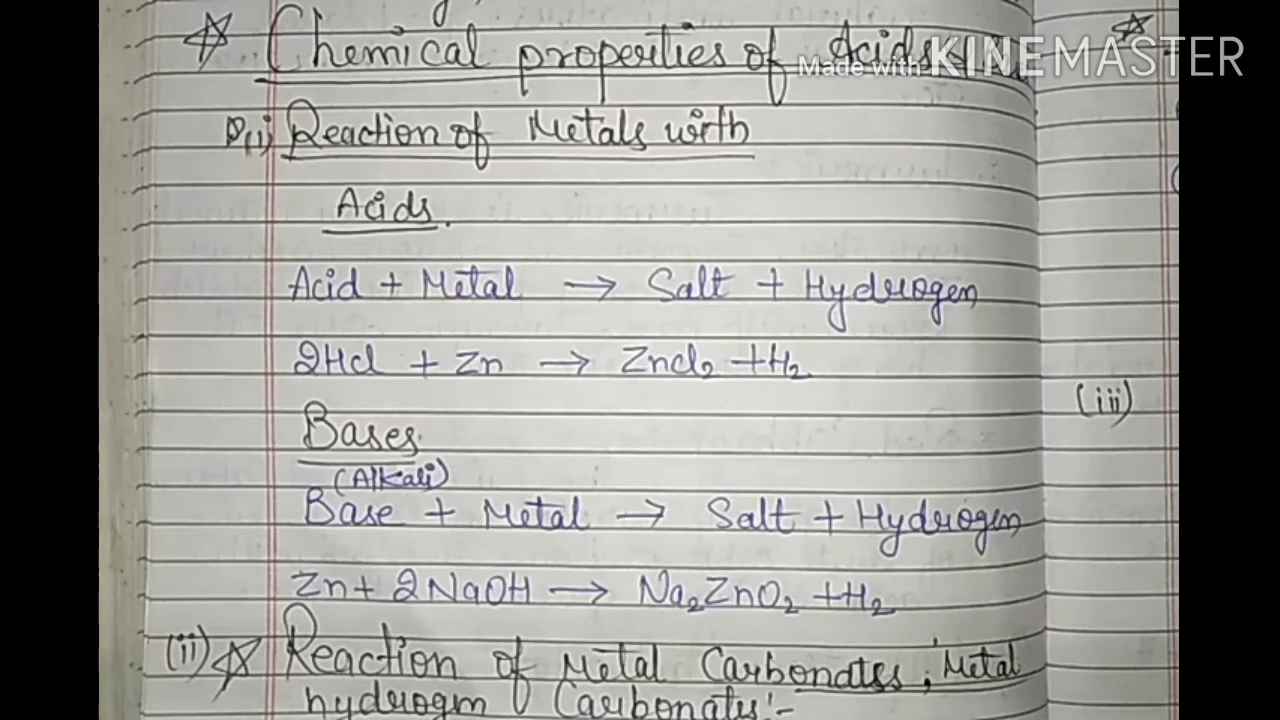 Chemical properties of Acids
Made with KINEMASTER
(i) Reaction of Metals with
Acids.
Acid + Metal → Salt + Hydrogen
2Hcl + Zn → Zncl₂ + H₂
Bases
(Alkali)
Base + Metal → Salt + Hydrogen
Zn + 2NaOH → Na₂ZnO₂ + H₂
(ii) Reaction of Metal Carbonates ; Metal
hydrogen Carbonates:-
(iii)